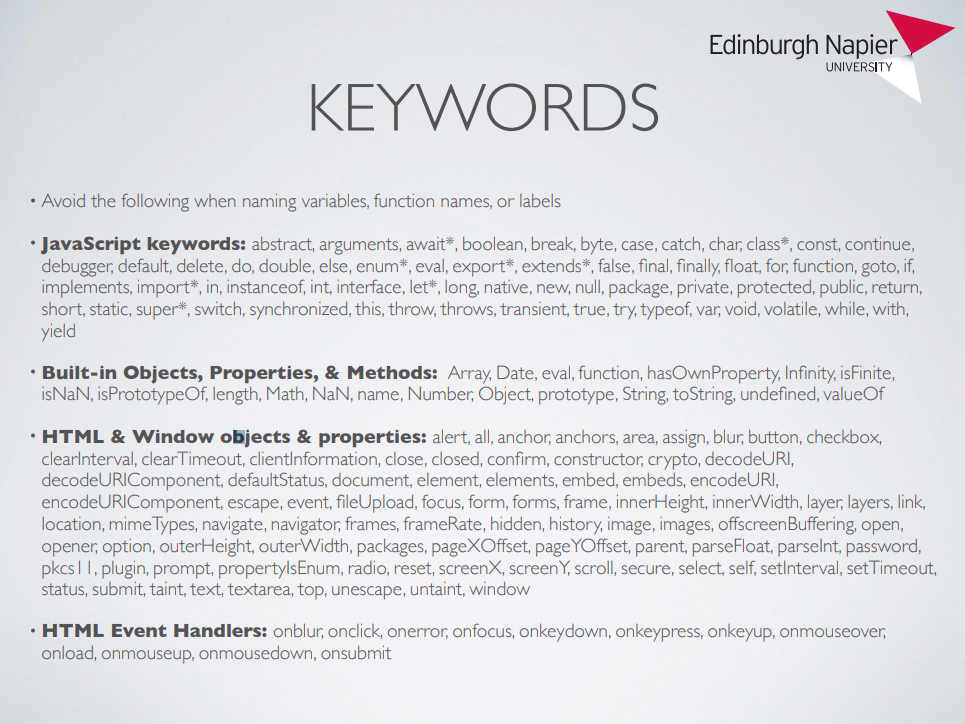 Edinburgh Napier
UNIVERSITY
KEYWORDS
• Avoid the following when naming variables, function names, or labels
• JavaScript keywords: abstract, arguments, await*, boolean, break, byte, case, catch, char, class*, const, continue,
debugger, default, delete, do, double, else, enum*, eval, export*, extends*, false, final, finally, float, for, function, goto, if,
implements, import*, in, instanceof, int, interface, let*, long, native, new, null, package, private, protected, public, return,
short, static, super*, switch, synchronized, this, throw, throws, transient, true, try, typeof, var, void, volatile, while, with,
yield
• Built-in Objects, Properties, & Methods: Array, Date, eval, function, hasOwnProperty, Infinity, isFinite,
isNaN, isPrototypeOf, length, Math, NaN, name, Number, Object, prototype, String, toString, undefined, valueOf
• HTML & Window objects & properties: alert, all, anchor, anchors, area, assign, blur, button, checkbox,
clearInterval, clearTimeout, clientInformation, close, closed, confirm, constructor, crypto, decodeURI,
decodeURIComponent, defaultStatus, document, element, elements, embed, embeds, encodeURI,
encodeURIComponent, escape, event, fileUpload, focus, form, forms, frame, innerHeight, innerWidth, layer, layers, link,
location, mimeTypes, navigate, navigator, frames, frameRate, hidden, history, image, images, offscreenBuffering, open,
opener, option, outerHeight, outerWidth, packages, pageXOffset, pageYOffset, parent, parseFloat, parseInt, password,
pkcs11, plugin, prompt, propertyIsEnum, radio, reset, screenX, screenY, scroll, secure, select, self, setInterval, setTimeout,
status, submit, taint, text, textarea, top, unescape, untaint, window
• HTML Event Handlers: onblur, onclick, onerror, onfocus, onkeydown, onkeypress, onkeyup, onmouseover,
onload, onmouseup, onmousedown, onsubmit